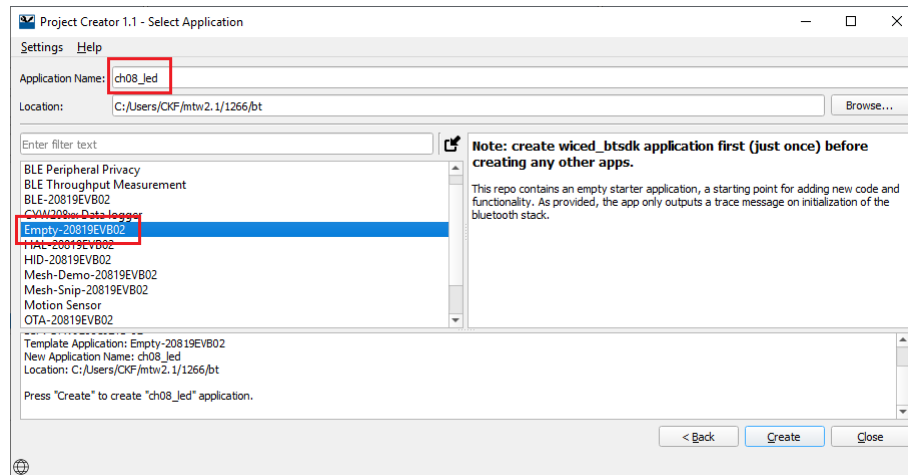 Project Creator 1.1 - Select Application
Settings Help
Application Name: ch08_led
Location: C:/Users/CKF/mtw2.1/1266/bt Browse...
Enter filter text
BLE Peripheral Privacy
BLE Throughput Measurement
BLE-20819EVB02
CYW208xx Data logger
Empty-20819EVB02
HAL-20819EVB02
HID-20819EVB02
Mesh-Demo-20819EVB02
Mesh-Snip-20819EVB02
Motion Sensor
OTA-20819EVB02
Note: create wiced_btsdk application first (just once) before
creating any other apps.
This repo contains an empty starter application, a starting point for adding new code and
functionality. As provided, the app only outputs a trace message on initialization of the
bluetooth stack.
Template Application: Empty-20819EVB02
New Application Name: ch08_led
Location: C:/Users/CKF/mtw2.1/1266/bt
Press "Create" to create "ch08_led" application.
< Back Create Close